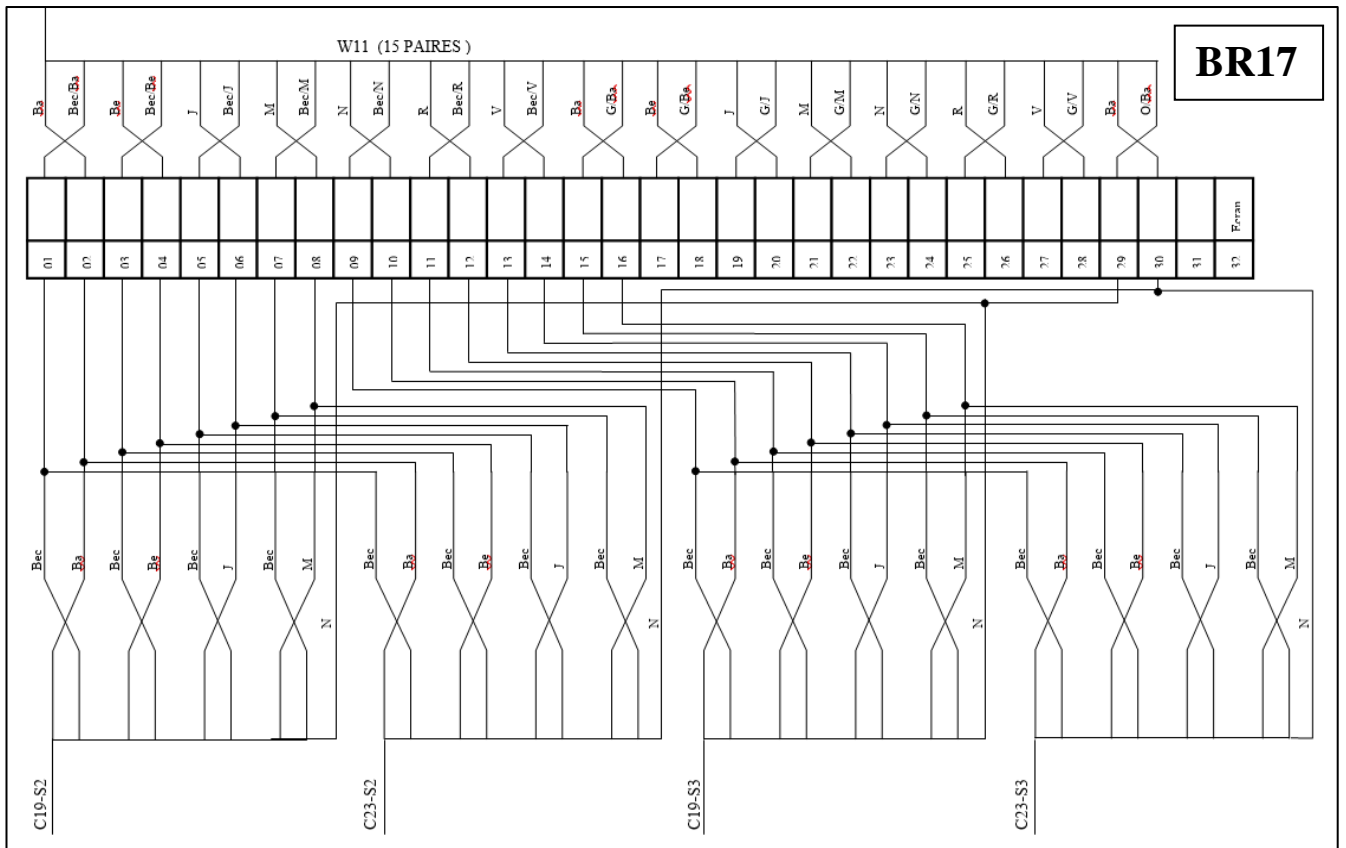 W11 (15 PAIRES )
BR17
Ba Bec/Ba Be Bec/Be J Bec/J M Bec/M N Bec/N R Bec/R V Bec/V Ba G/Ba Be G/Be J G/J M G/M N G/N R G/R V G/V Ba O/Ba
Ecran
01 02 03 04 05 06 07 08 09 10 11 12 13 14 15 16 17 18 19 20 21 22 23 24 25 26 27 28 29 30 31 32
Bec Ba Bec Be Bec J Bec M Bec Ba Bec Be Bec J Bec M Bec Ba Bec Be Bec J Bec M Bec Ba Bec Be Bec J Bec M
N N N N
C19-S2 C23-S2 C19-S3 C23-S3